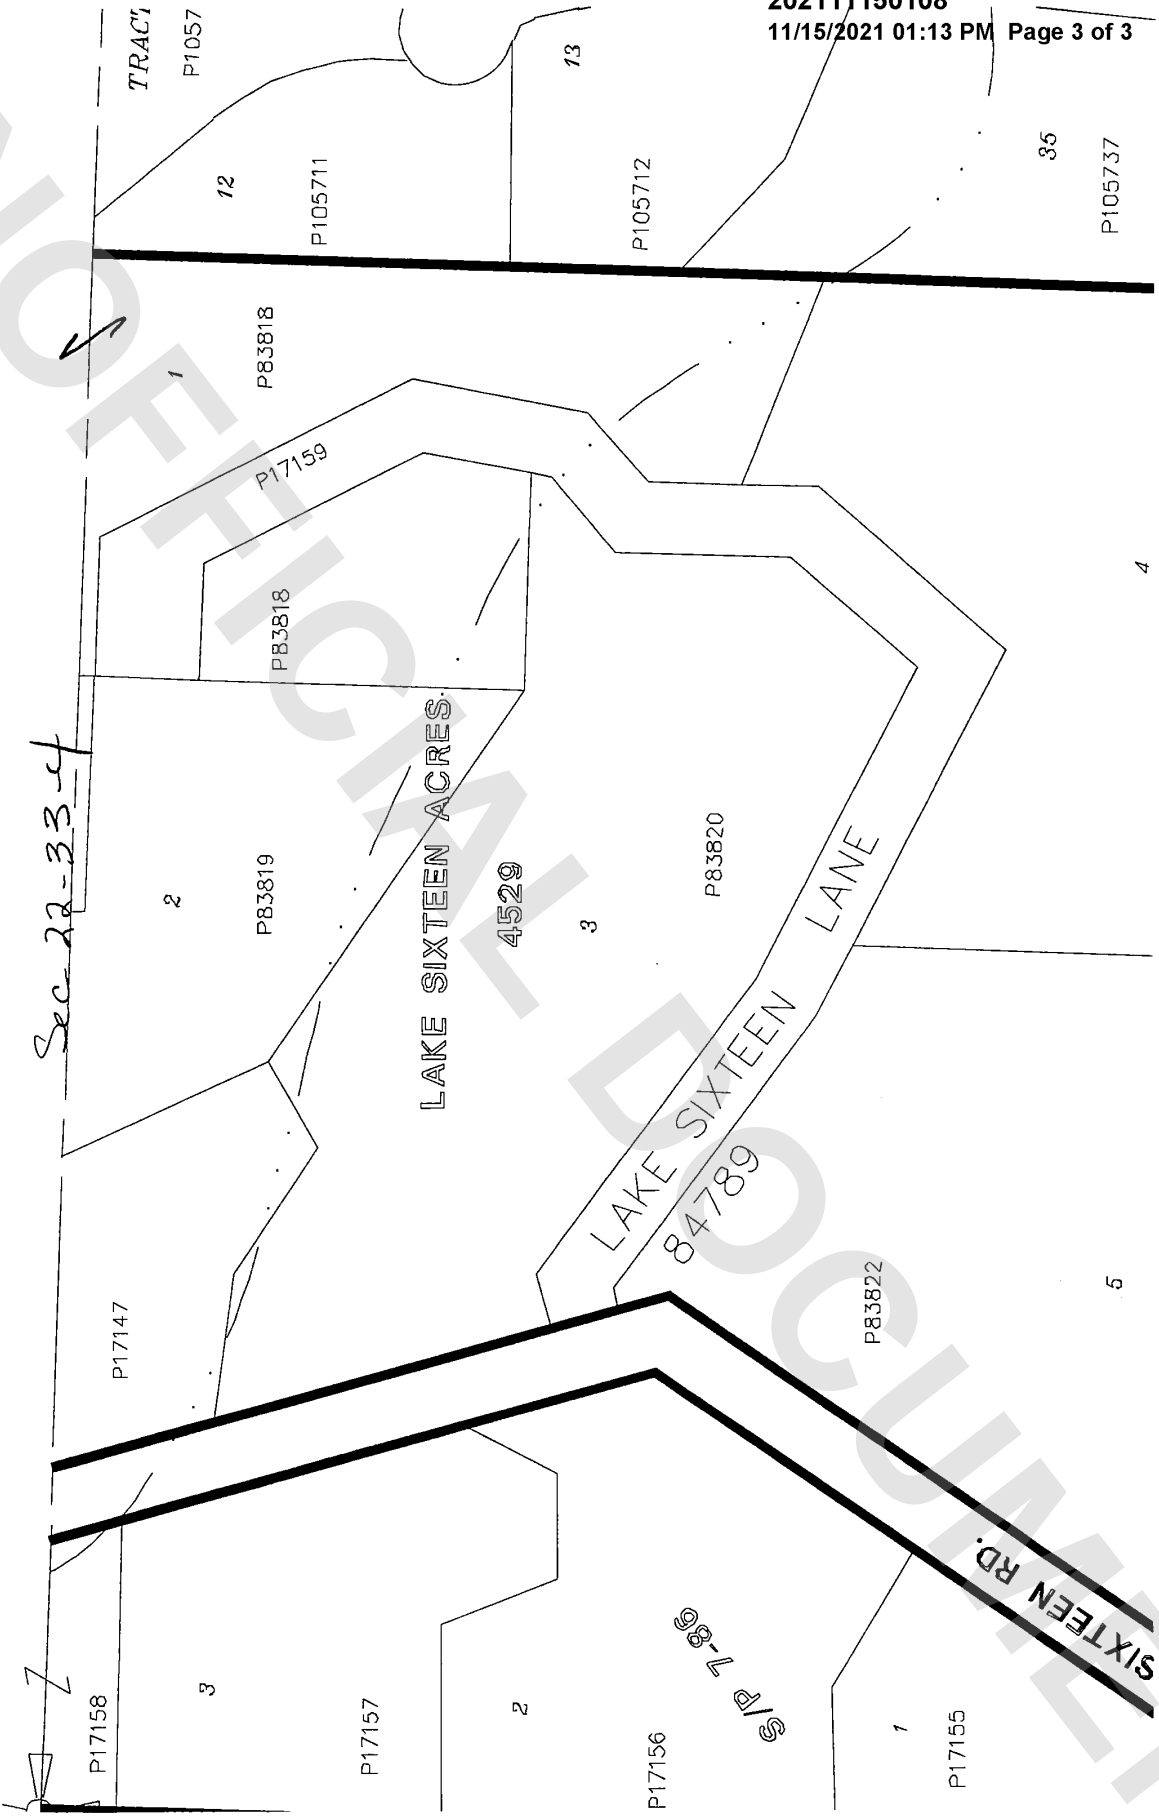 202111150108
11/15/2021 01:13 PM Page 3 of 3
UNOFFICIAL DOCUMENT
P1057
12
P105711
13
P105712
35
P105737
1
P83818
P17159
P83818
4
Sec 22-33-4
2
P83819
LAKE SIXTEEN ACRES
4529
3
P83820
LAKE SIXTEEN LANE
84789
P17147
P83822
5
SIXTEEN RD.
P17158
3
P17157
2
P17156
S/P 7-86
1
P17155